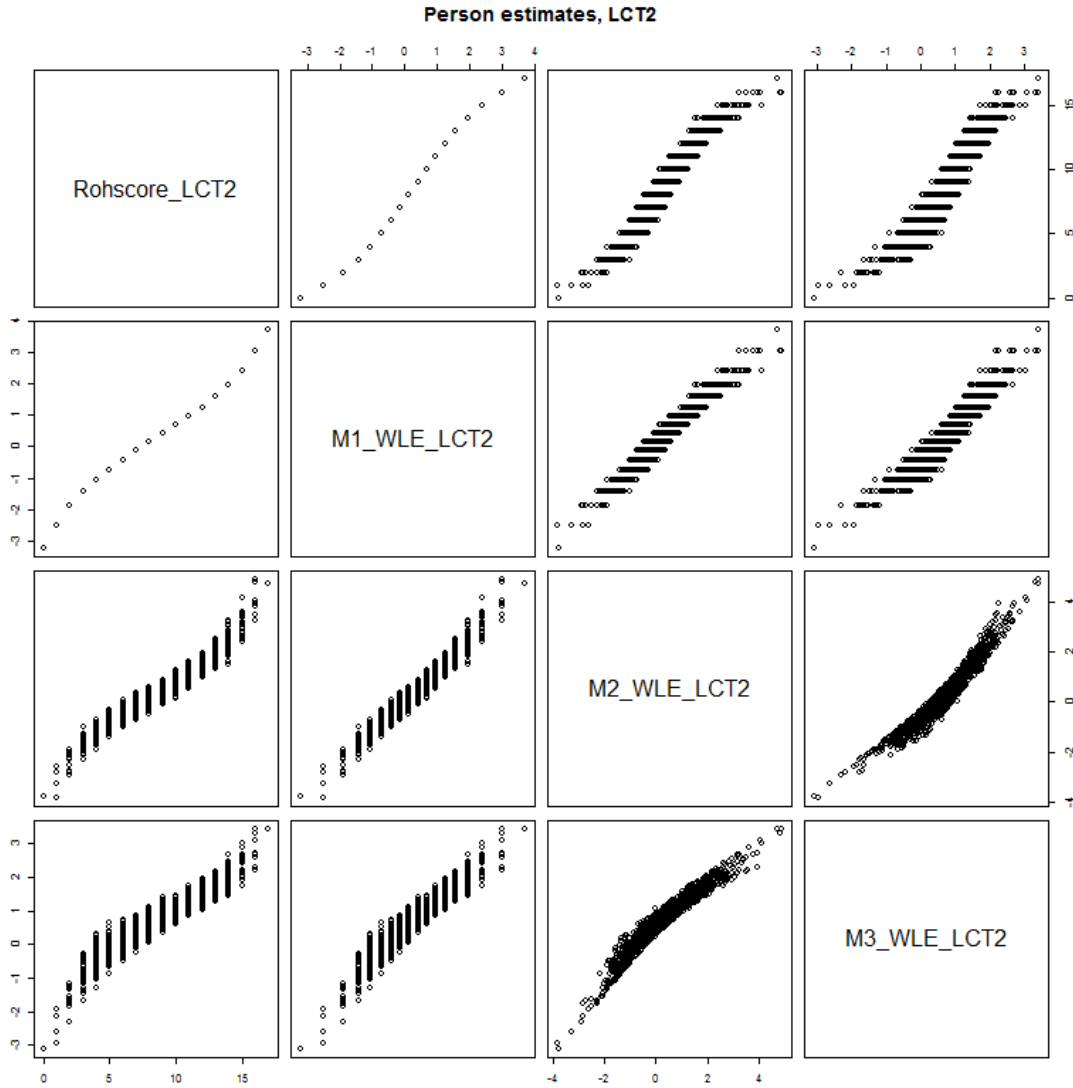 Person estimates, LCT2
-3 -2 -1 0 1 2 3 4
-3 -2 -1 0 1 2 3
Rohscore_LCT2
0 5 10 15
-3 -2 -1 0 1 2 3 4
M1_WLE_LCT2
M2_WLE_LCT2
-4 -2 0 2 4
-3 -2 -1 0 1 2 3
M3_WLE_LCT2
0 5 10 15
-4 -2 0 2 4